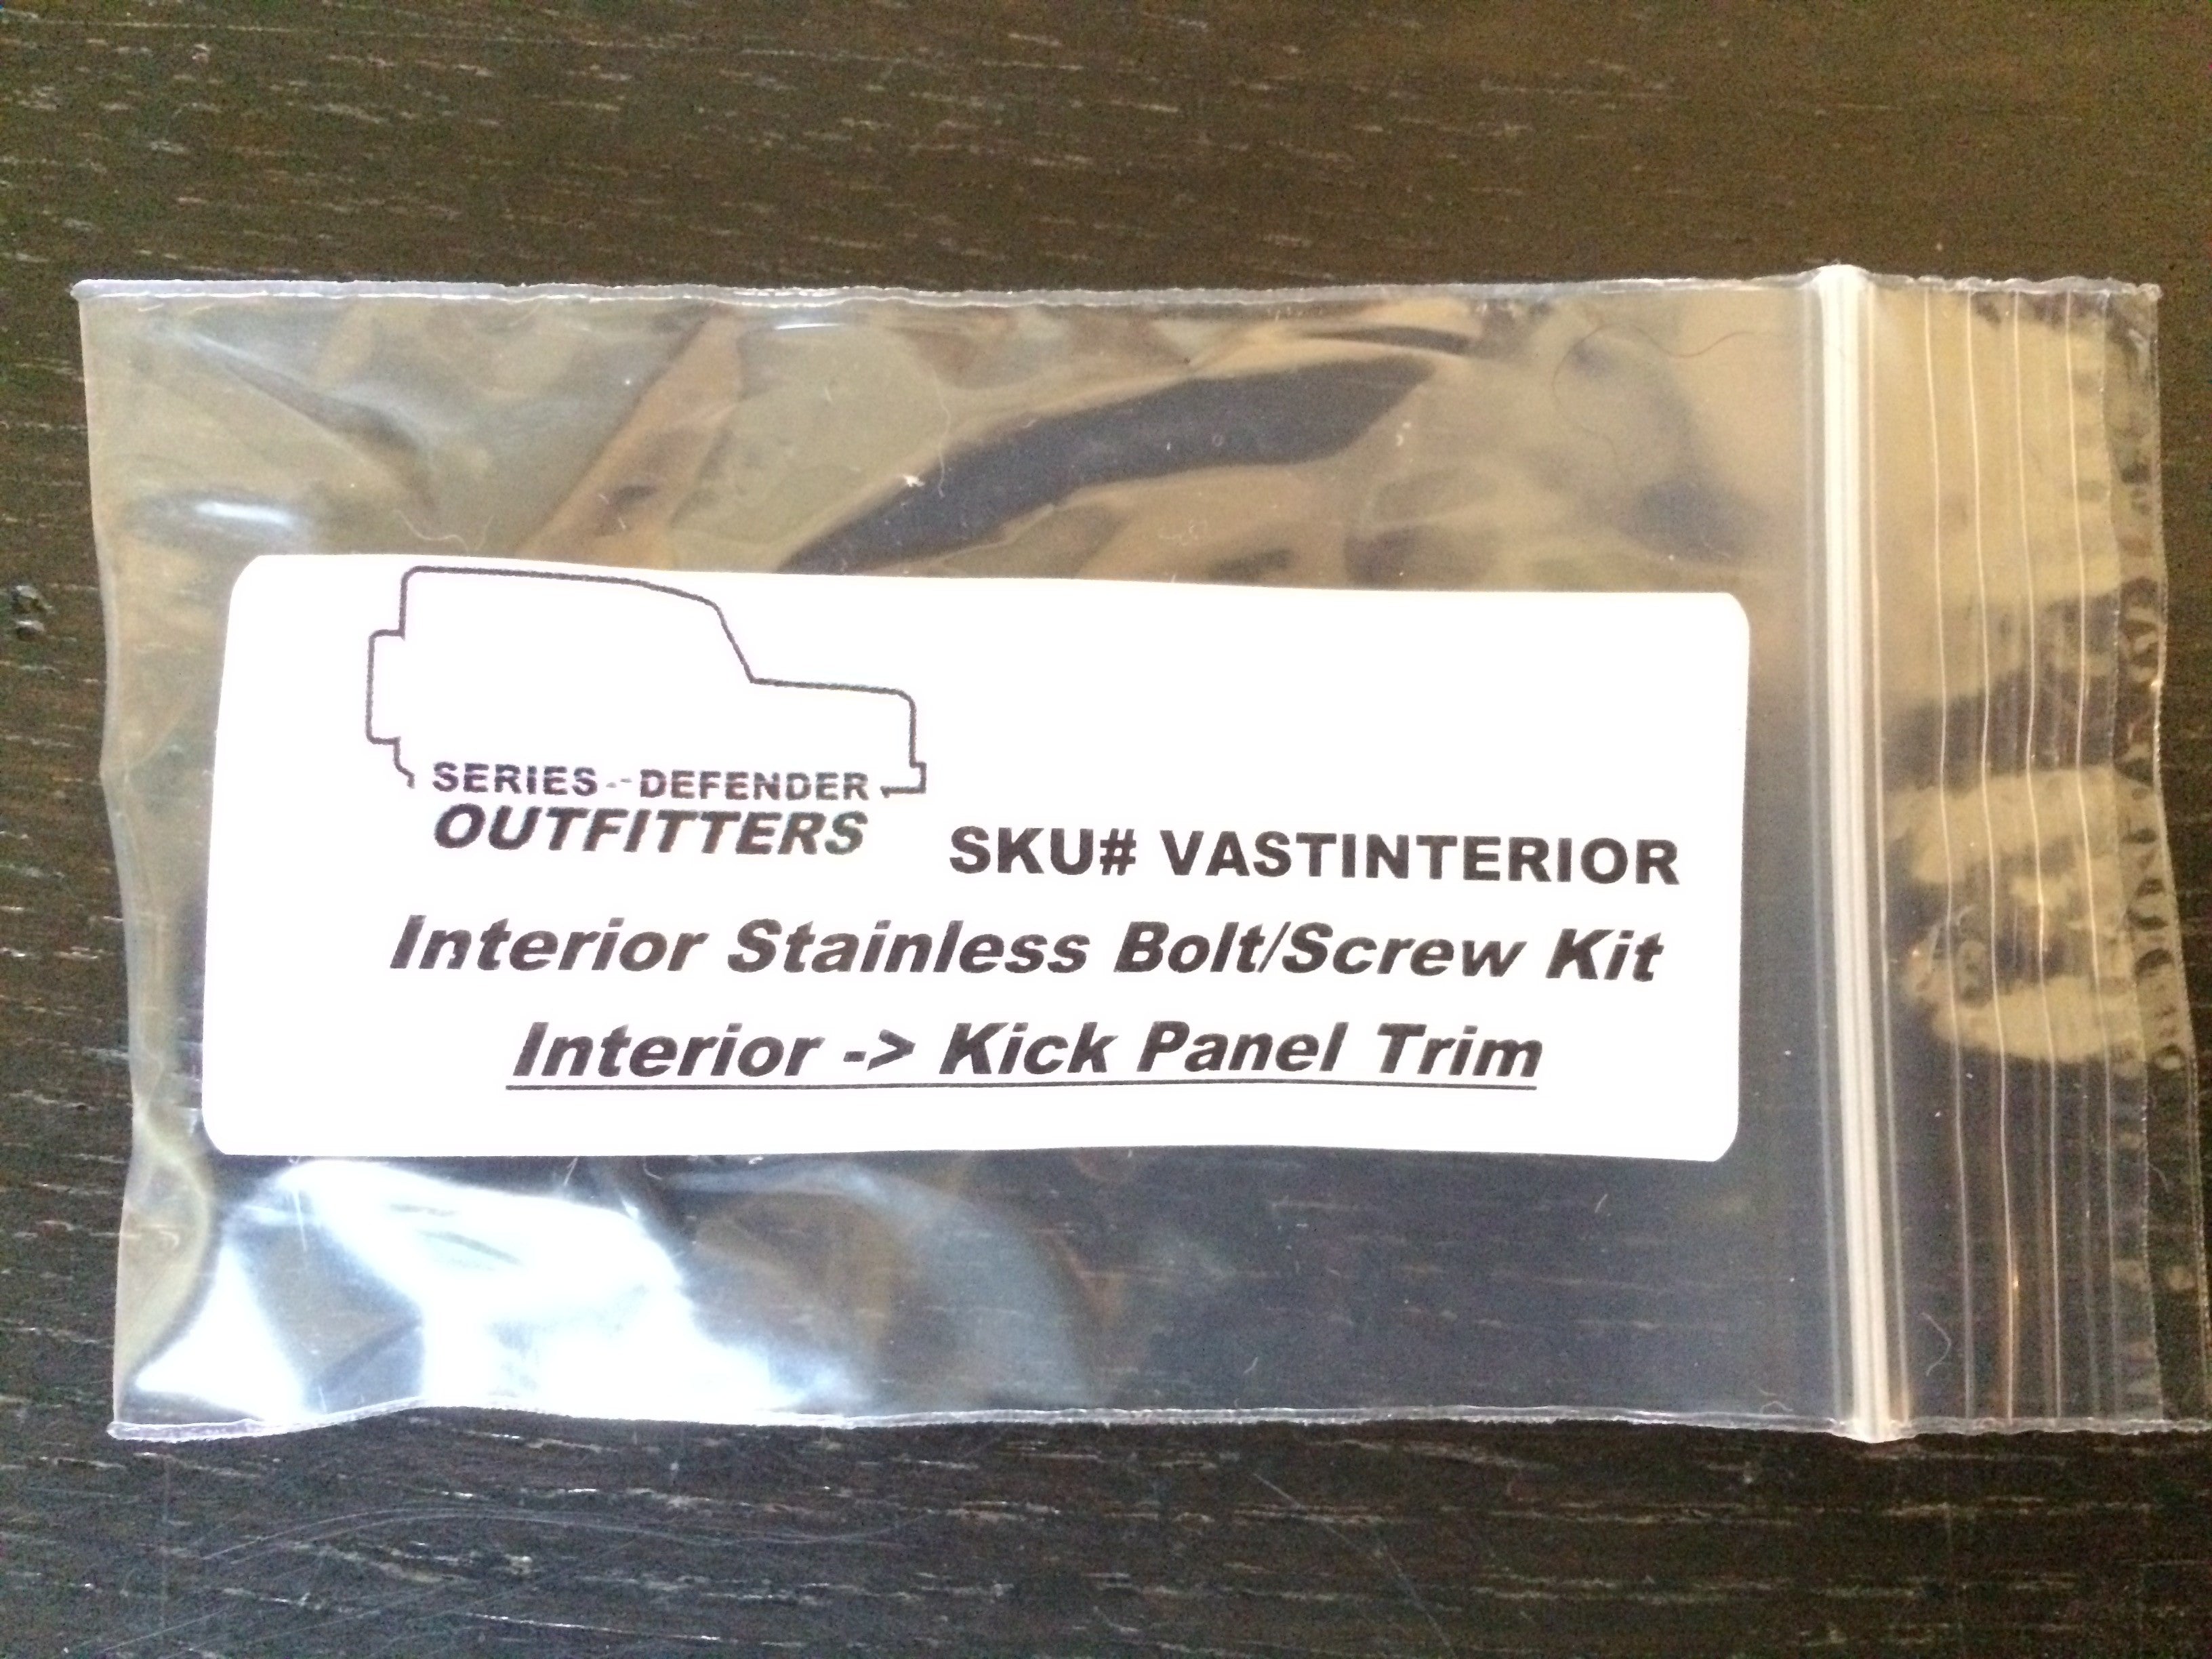 SERIES - DEFENDER
OUTFITTERS
SKU# VASTINTERIOR
Interior Stainless Bolt/Screw Kit
Interior -> Kick Panel Trim